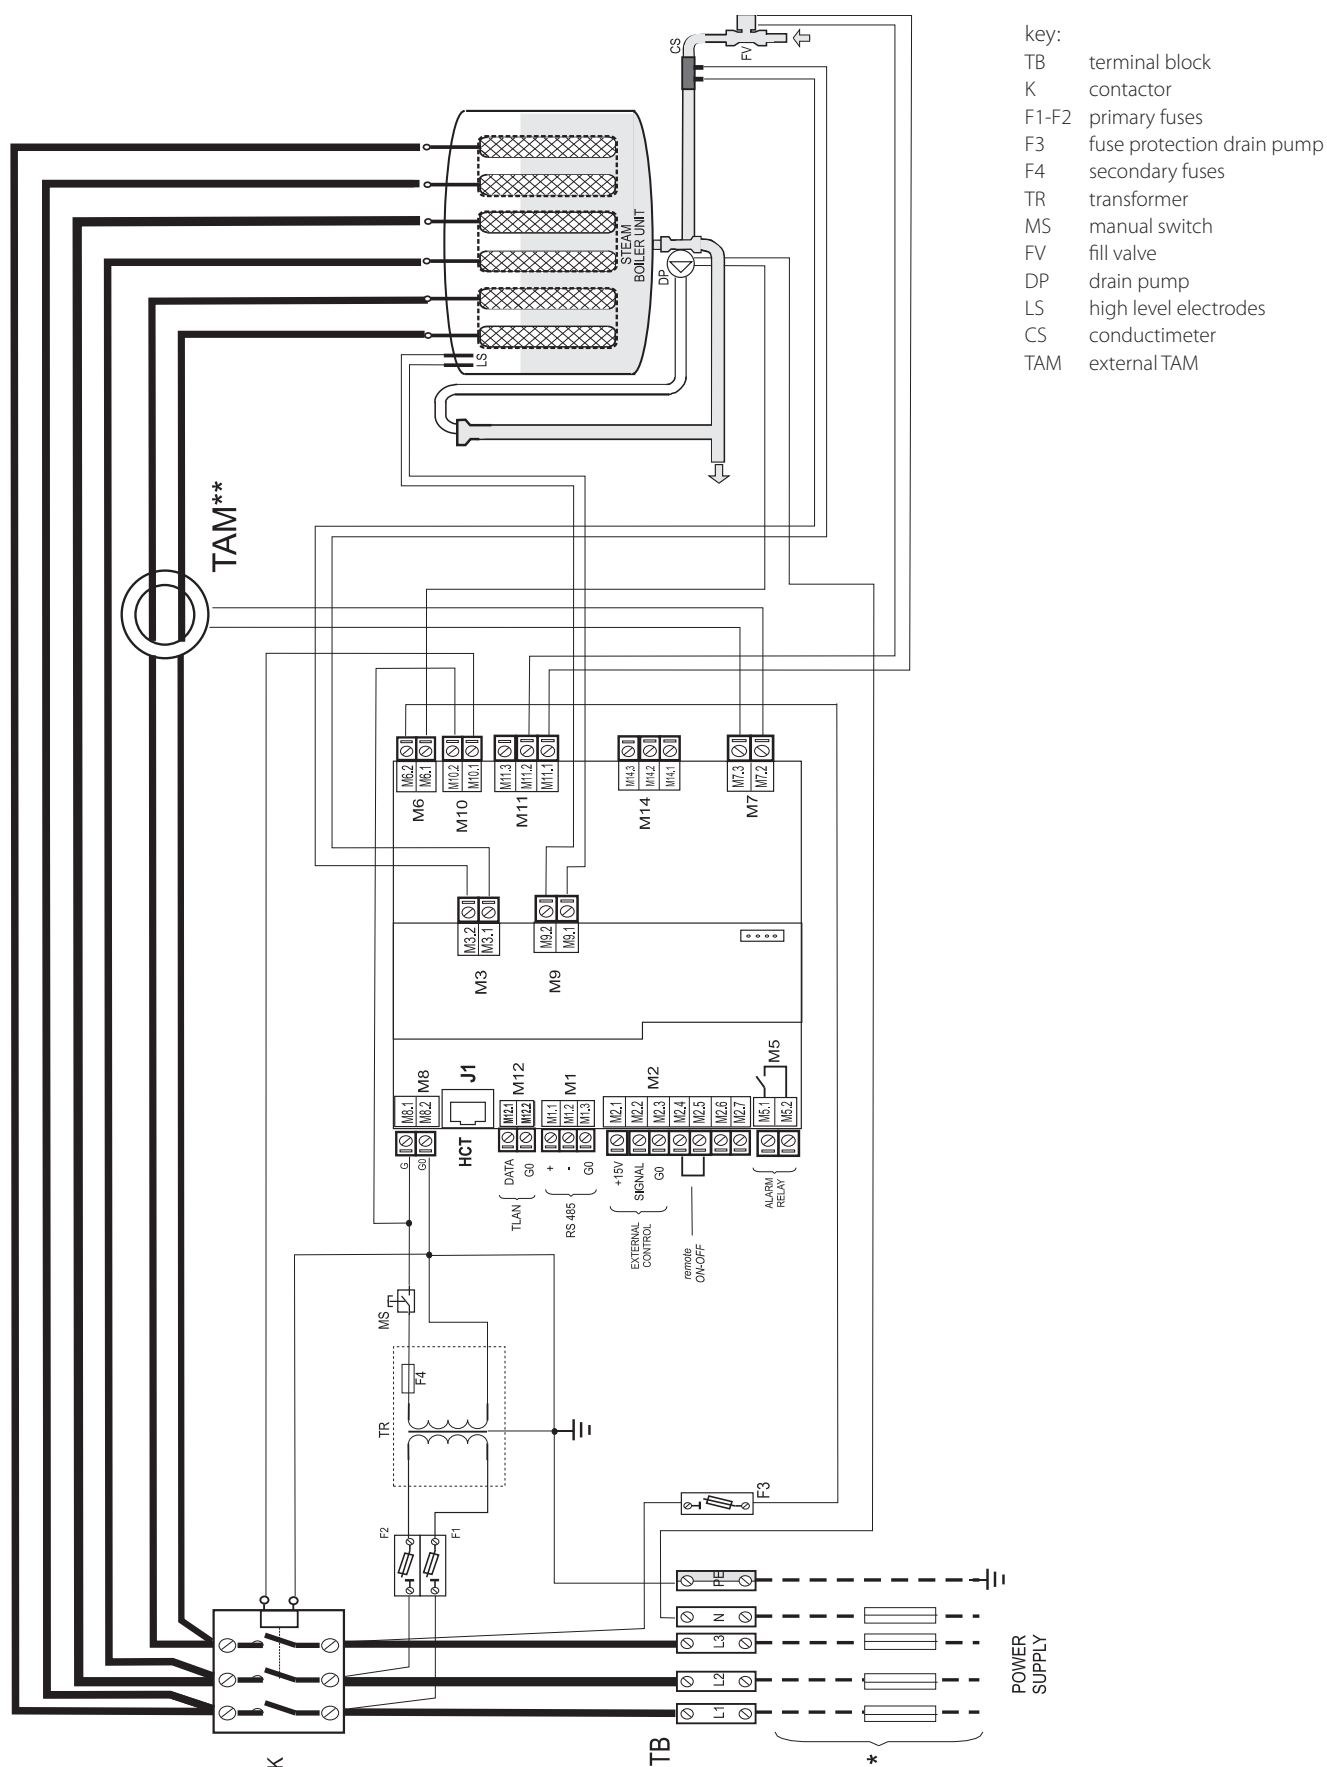 key:
TB terminal block
K contactor
F1-F2 primary fuses
F3 fuse protection drain pump
F4 secondary fuses
TR transformer
MS manual switch
FV fill valve
DP drain pump
LS high level electrodes
CS conductimeter
TAM external TAM
CS
FV
STEAM
BOILER UNIT
DP
LS
TAM**
M6.2
M6.1
M10.2
M10.1
M11.3
M11.2
M11.1
M14.3
M14.2
M14.1
M7.3
M7.2
M6
M10
M11
M14
M7
M3.2
M3.1
M9.2
M9.1
M3
M9
M8
J1
M12
M1
M2
M5
M8.1
M8.2
M12.1
M12.2
M1.1
M1.2
M1.3
M2.1
M2.2
M2.3
M2.4
M2.5
M2.6
M2.7
M5.1
M5.2
G
G0
HCT
DATA
G0
TLAN
+
-
G0
RS 485
+15V
SIGNAL
G0
EXTERNAL
CONTROL
remote
ON-OFF
ALARM
RELAY
MS
F4
TR
F2
F1
F3
PE
N
L3
L2
L1
POWER
SUPPLY
K
TB
*